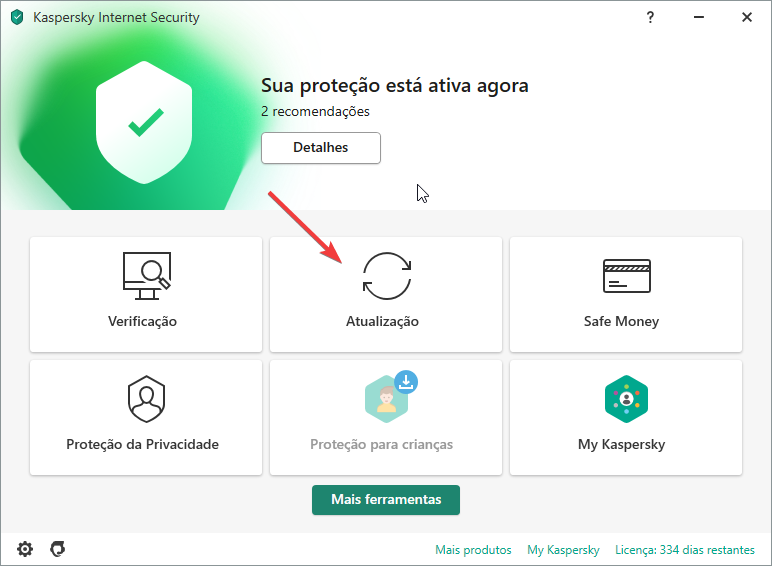 Kaspersky Internet Security
?
Sua proteção está ativa agora
2 recomendações
Detalhes
Verificação
Atualização
Safe Money
Proteção da Privacidade
Proteção para crianças
My Kaspersky
Mais ferramentas
Mais produtos My Kaspersky Licença: 334 dias restantes